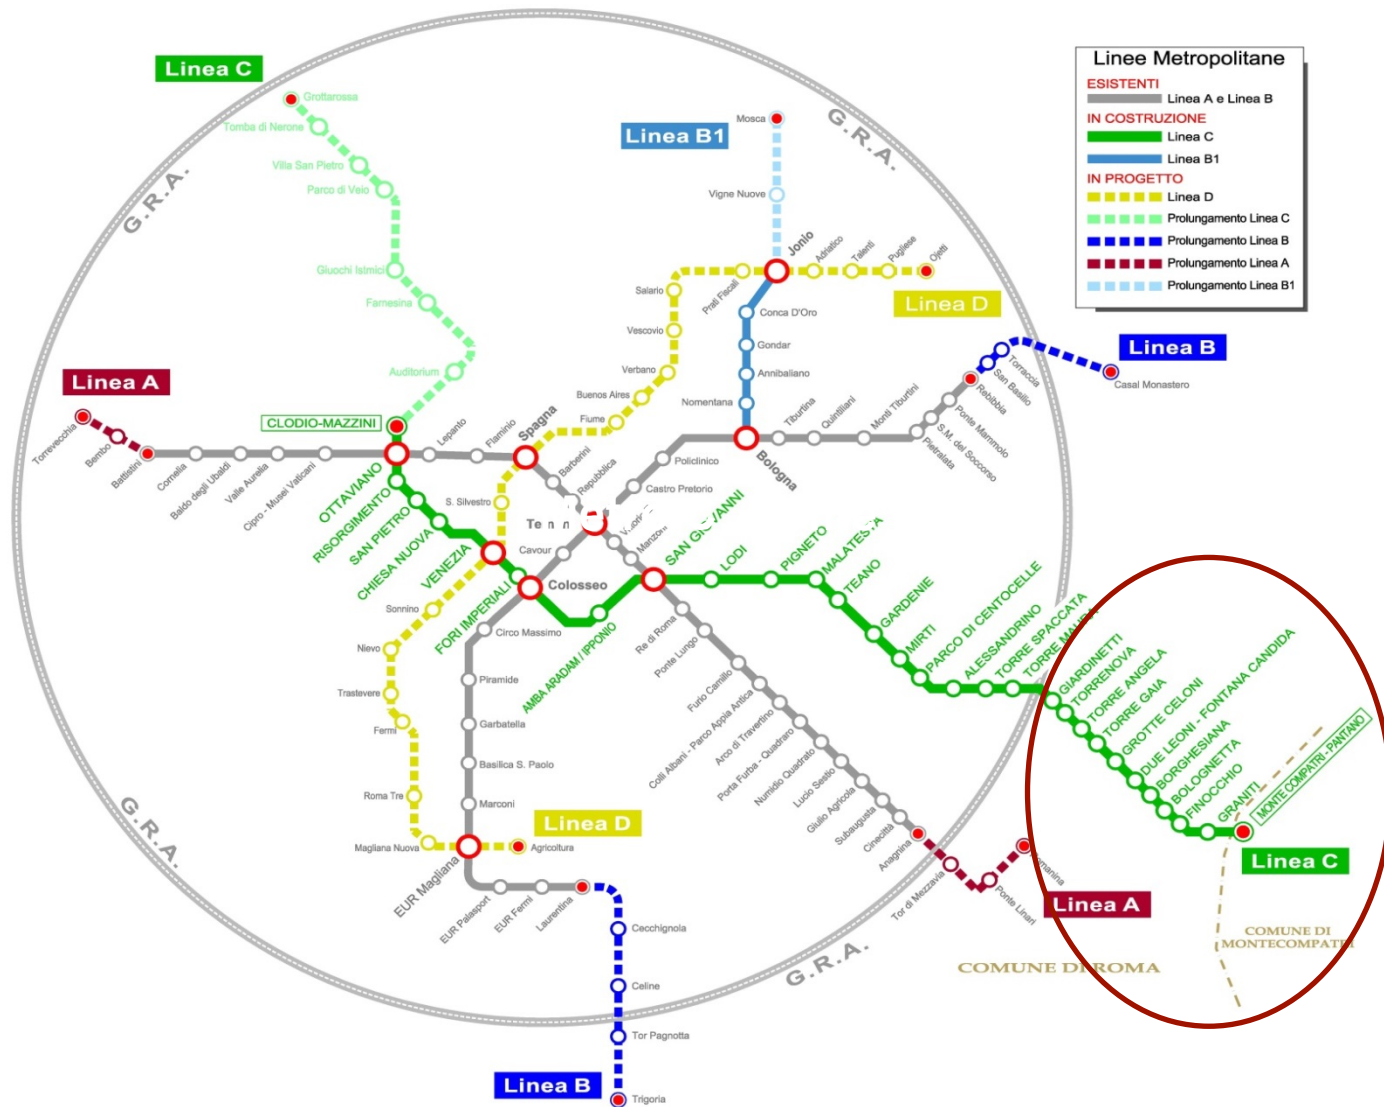 Linea C
Grottarossa
Tomba di Nerone
Villa San Pietro
Parco di Veio
Giuochi Istmici
Farnesina
Auditorium
CLODIO-MAZZINI
G.R.A.
G.R.A.
G.R.A.
G.R.A.
Linea B1
Mosca
Vigne Nuove
Jonio
Prati Fiscali
Adriatico
Talenti
Pugliese
Ojetti
Linea D
Salario
Vescovio
Verbano
Buenos Aires
Fiume
Spagna
S. Silvestro
Conca D'Oro
Gondar
Annibaliano
Nomentana
Bologna
Linee Metropolitane
ESISTENTI
Linea A e Linea B
IN COSTRUZIONE
Linea C
Linea B1
IN PROGETTO
Linea D
Prolungamento Linea C
Prolungamento Linea B
Prolungamento Linea A
Prolungamento Linea B1
Linea B
Casal Monastero
Torraccia
San Basilio
Rebibbia
Ponte Mammolo
S.M. del Soccorso
Pietralata
Monti Tiburtini
Quintiliani
Tiburtina
Policlinico
Castro Pretorio
Linea A
Torrevecchia
Bembo
Battistini
Cornelia
Baldo degli Ubaldi
Valle Aurelia
Cipro - Musei Vaticani
OTTAVIANO
Lepanto
Flaminio
Barberini
Repubblica
Manzoni
RISORGIMENTO
SAN PIETRO
CHIESA NUOVA
VENEZIA
FORI IMPERIALI
Cavour
Colosseo
AMBA ARADAM / IPPONIO
SAN GIOVANNI
LODI
PIGNETO
MALATESTA
TEANO
GARDENIE
MIRTI
PARCO DI CENTOCELLE
ALESSANDRINO
TORRE SPACCATA
TORRE MAURA
GIARDINETTI
TORRENOVA
TORRE ANGELA
TORRE GAIA
GROTTE CELONI
DUE LEONI - FONTANA CANDIDA
BORGHESIANA
BOLOGNETTA
FINOCCHIO
GRANITI
MONTE COMPATRI - PANTANO
Linea C
Sonnino
Nievo
Trastevere
Fermi
Roma Tre
Magliana Nuova
Agricoltura
Linea D
Circo Massimo
Piramide
Garbatella
Basilica S. Paolo
Marconi
EUR Magliana
EUR Palasport
EUR Fermi
Laurentina
Cecchignola
Celine
Tor Pagnotta
Trigoria
Linea B
Re di Roma
Ponte Lungo
Furio Camillo
Colli Albani - Parco Appia Antica
Arco di Travertino
Porta Furba - Quadraro
Numidio Quadrato
Lucio Sestio
Giulio Agricola
Subaugusta
Cinecittà
Anagnina
Tor di Mezzavia
Ponte Linari
Romanina
Linea A
COMUNE DI ROMA
COMUNE DI
MONTECOMPATRI